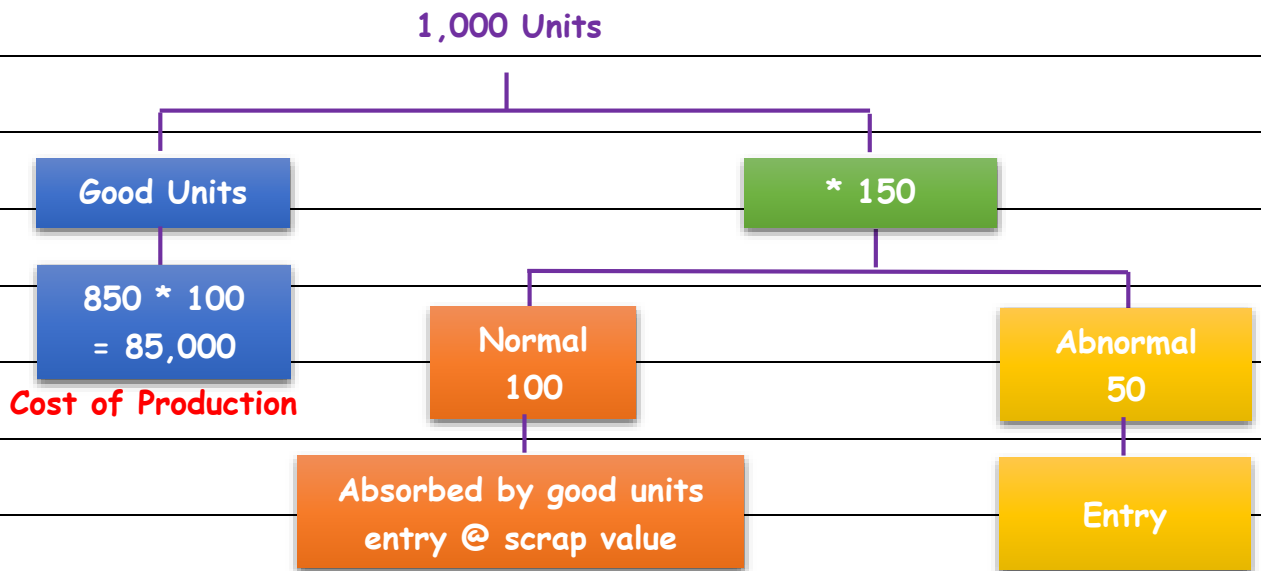 1,000 Units
Good Units
* 150
850 * 100
= 85,000
Cost of Production
Normal
100
Abnormal
50
Absorbed by good units
entry @ scrap value
Entry